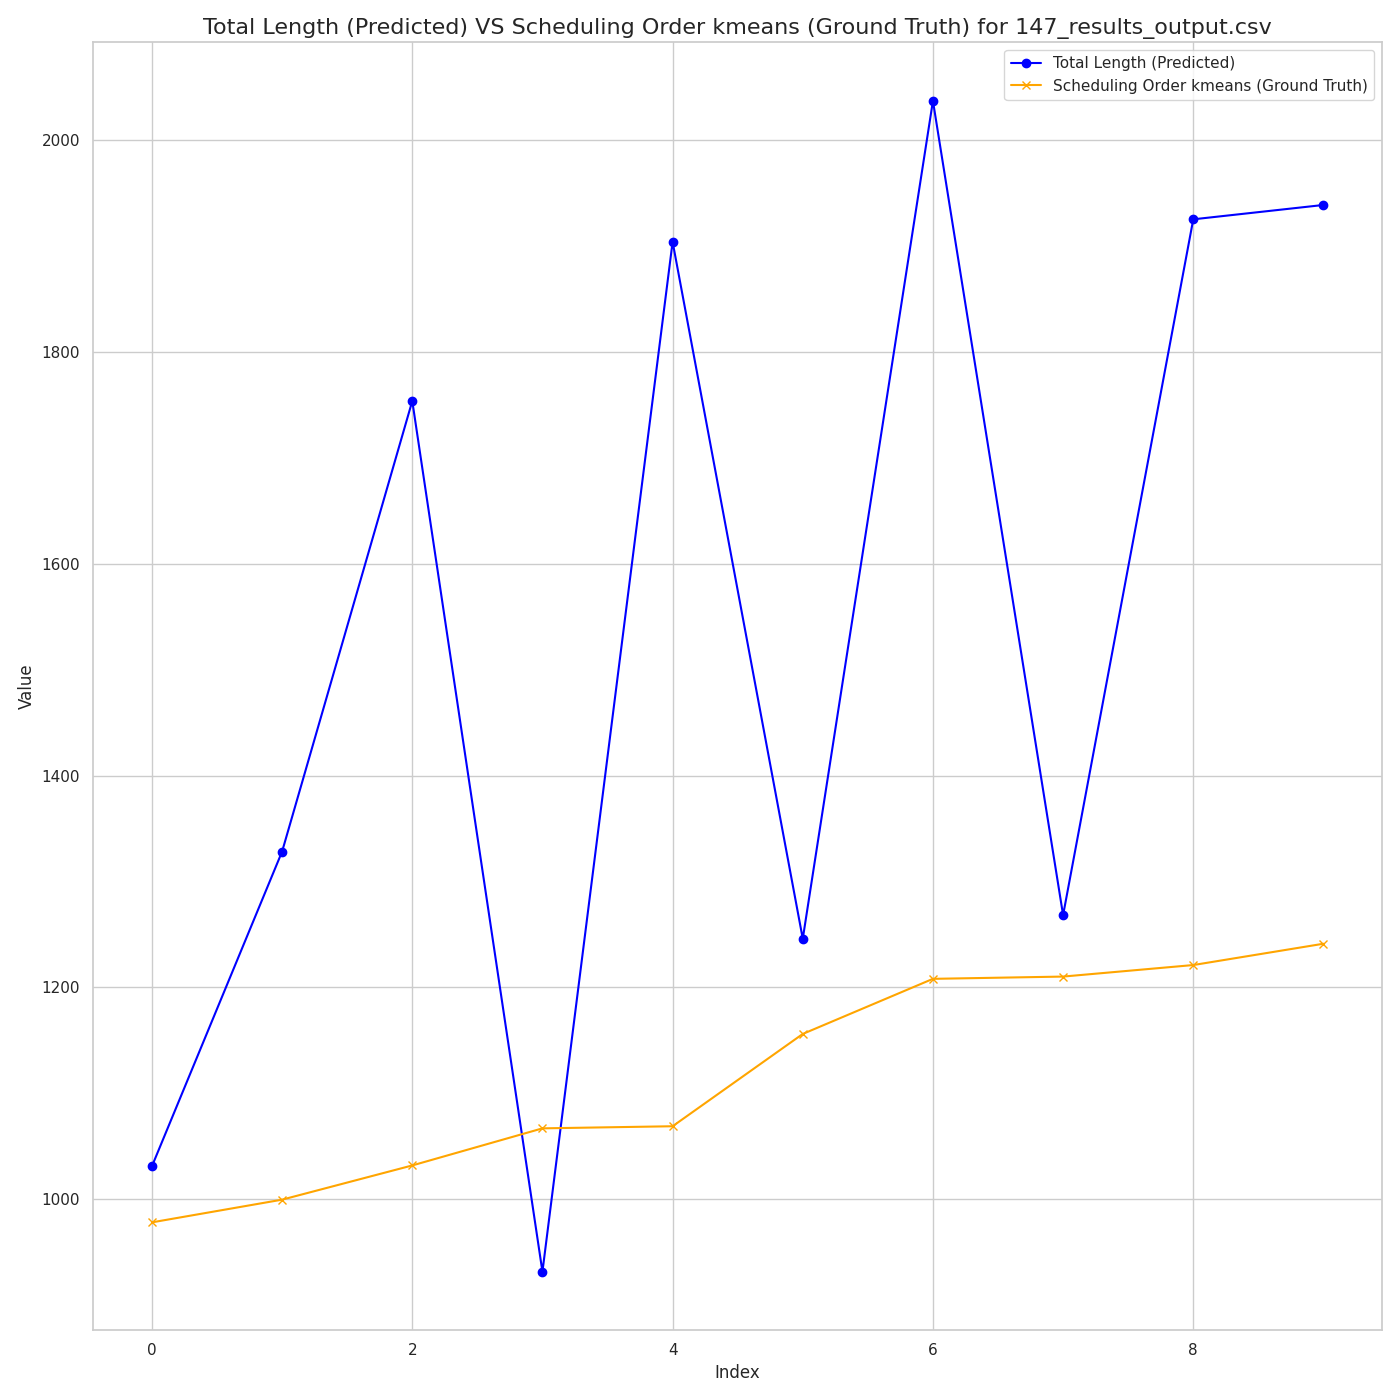 Total Length (Predicted) VS Scheduling Order kmeans (Ground Truth) for 147_results_output.csv
Total Length (Predicted)
Scheduling Order kmeans (Ground Truth)
2000
1800
1600
1400
1200
1000
Value
0 2 4 6 8
Index